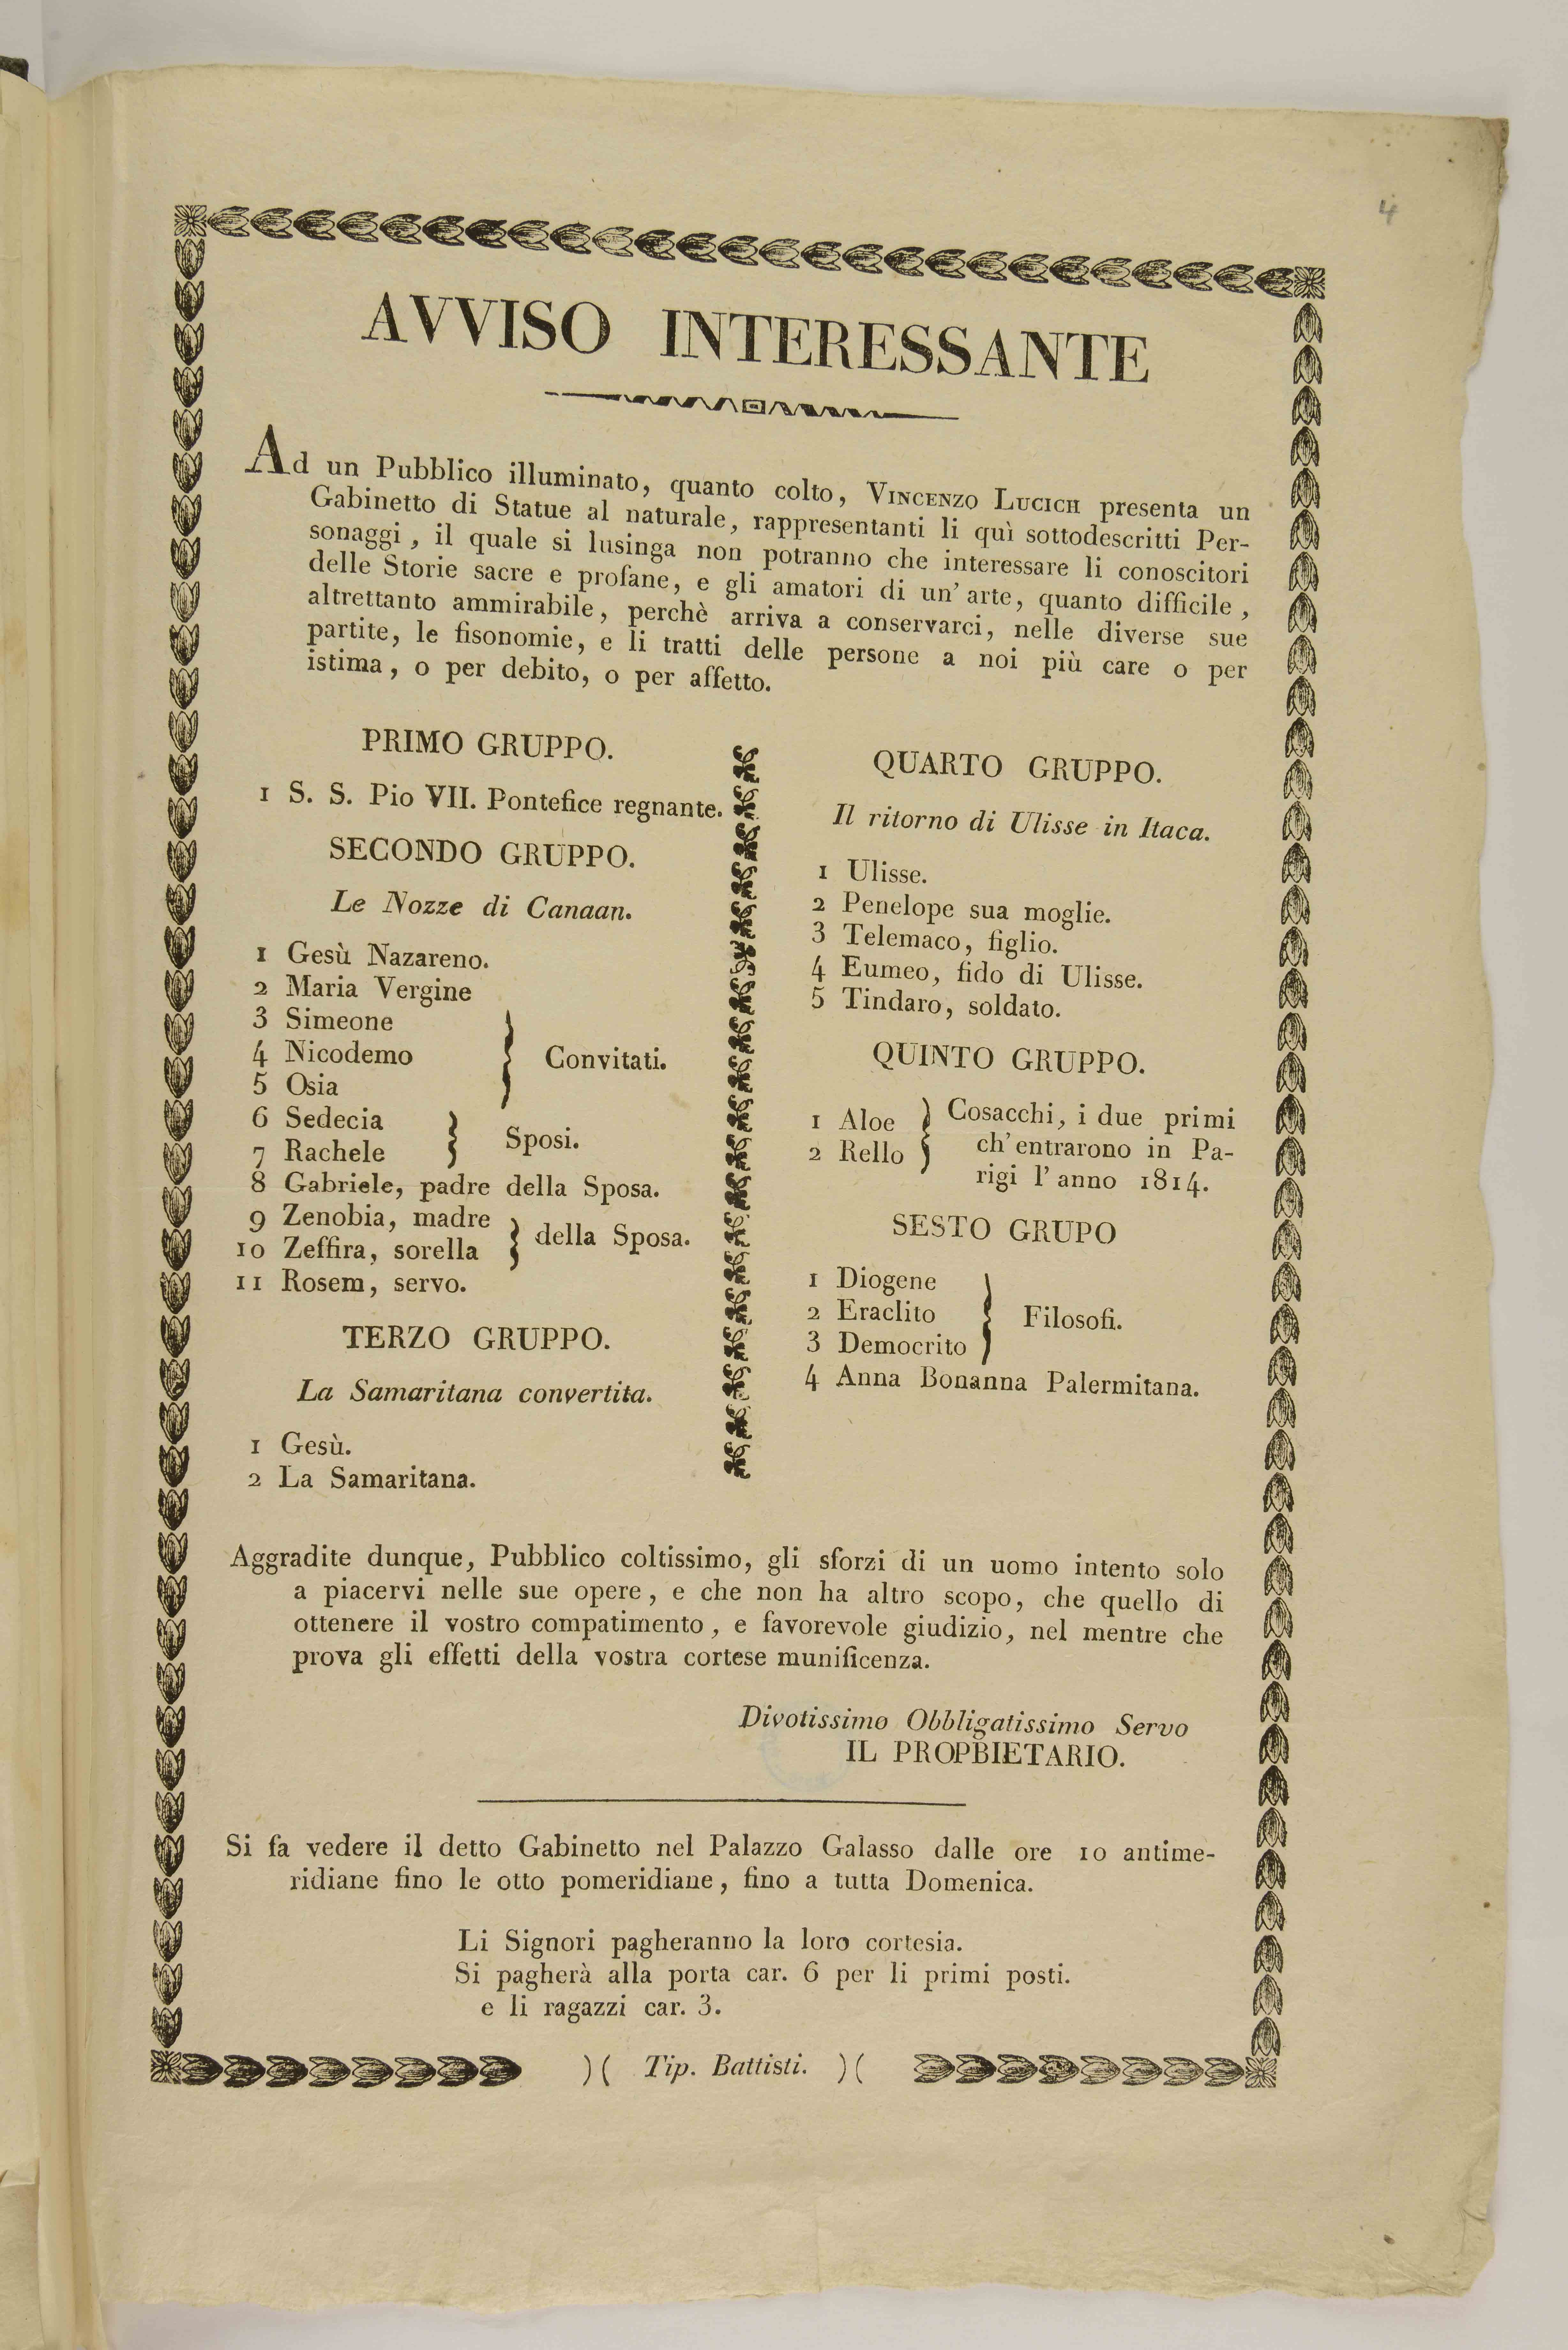 4
AVVISO INTERESSANTE
Ad un Pubblico illuminato, quanto colto, VINCENZO LUCICH presenta un
Gabinetto di Statue al naturale, rappresentanti li quì sottodescritti Per-
sonaggi, il quale si lusinga non potranno che interessare li conoscitori
delle Storie sacre e profane, e gli amatori di un' arte, quanto difficile,
altrettanto ammirabile, perchè arriva a conservarci, nelle diverse sue
partite, le fisonomie, e li tratti delle persone a noi più care o per
istima, o per debito, o per affetto.
PRIMO GRUPPO.
1 S. S. Pio VII. Pontefice regnante.
SECONDO GRUPPO.
Le Nozze di Canaan.
1 Gesù Nazareno.
2 Maria Vergine
3 Simeone
4 Nicodemo } Convitati.
5 Osia
6 Sedecia
7 Rachele } Sposi.
8 Gabriele, padre della Sposa.
9 Zenobia, madre
10 Zeffira, sorella } della Sposa.
11 Rosem, servo.
TERZO GRUPPO.
La Samaritana convertita.
1 Gesù.
2 La Samaritana.
QUARTO GRUPPO.
Il ritorno di Ulisse in Itaca.
1 Ulisse.
2 Penelope sua moglie.
3 Telemaco, figlio.
4 Eumeo, fido di Ulisse.
5 Tindaro, soldato.
QUINTO GRUPPO.
1 Aloe } Cosacchi, i due primi
2 Rello } ch' entrarono in Pa-
rigi l' anno 1814.
SESTO GRUPO
1 Diogene
2 Eraclito } Filosofi.
3 Democrito
4 Anna Bonanna Palermitana.
Aggradite dunque, Pubblico coltissimo, gli sforzi di un uomo intento solo
a piacervi nelle sue opere, e che non ha altro scopo, che quello di
ottenere il vostro compatimento, e favorevole giudizio, nel mentre che
prova gli effetti della vostra cortese munificenza.
Divotissimo Obbligatissimo Servo
IL PROPBIETARIO.
Si fa vedere il detto Gabinetto nel Palazzo Galasso dalle ore 10 antime-
ridiane fino le otto pomeridiane, fino a tutta Domenica.
Li Signori pagheranno la loro cortesia.
Si pagherà alla porta car. 6 per li primi posti.
e li ragazzi car. 3.
)( Tip. Battisti. )(